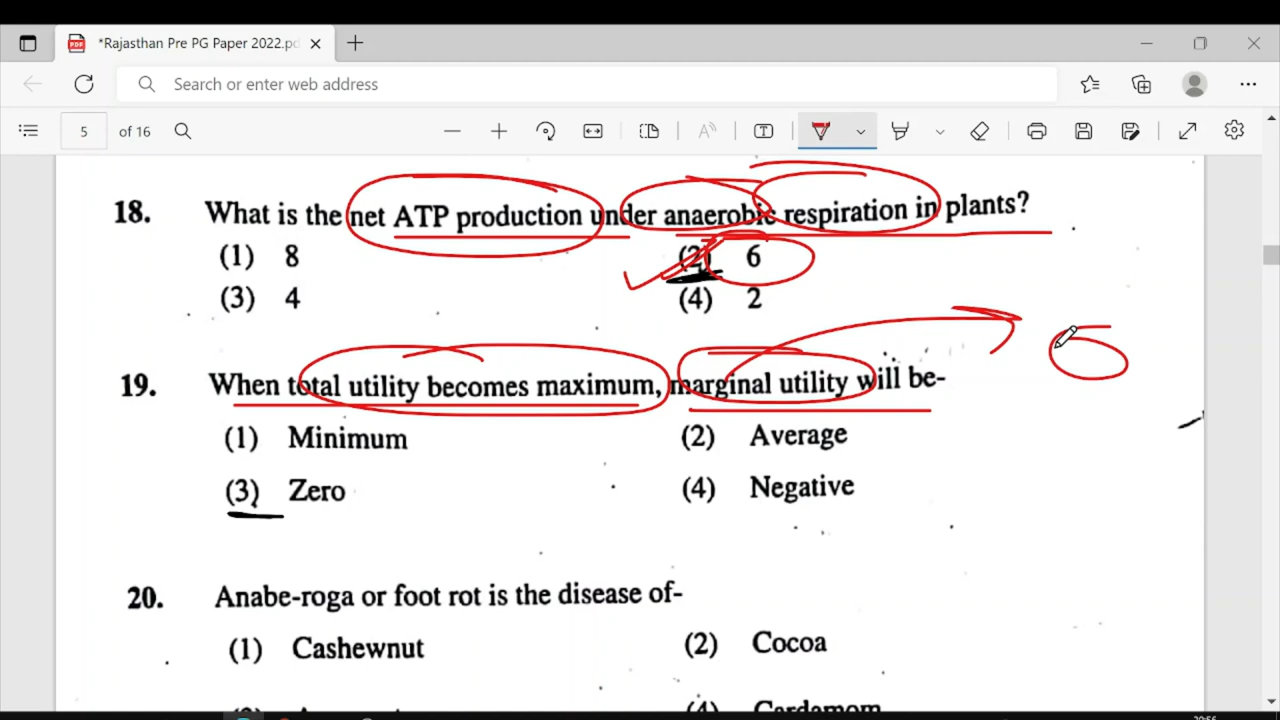 *Rajasthan Pre PG Paper 2022.pd
Search or enter web address
5 of 16
18. What is the net ATP production under anaerobic respiration in plants?
(1) 8 (2) 6
(3) 4 (4) 2
19. When total utility becomes maximum, marginal utility will be-
(1) Minimum (2) Average
(3) Zero (4) Negative
20. Anabe-roga or foot rot is the disease of-
(1) Cashewnut (2) Cocoa
(4) Cardamom